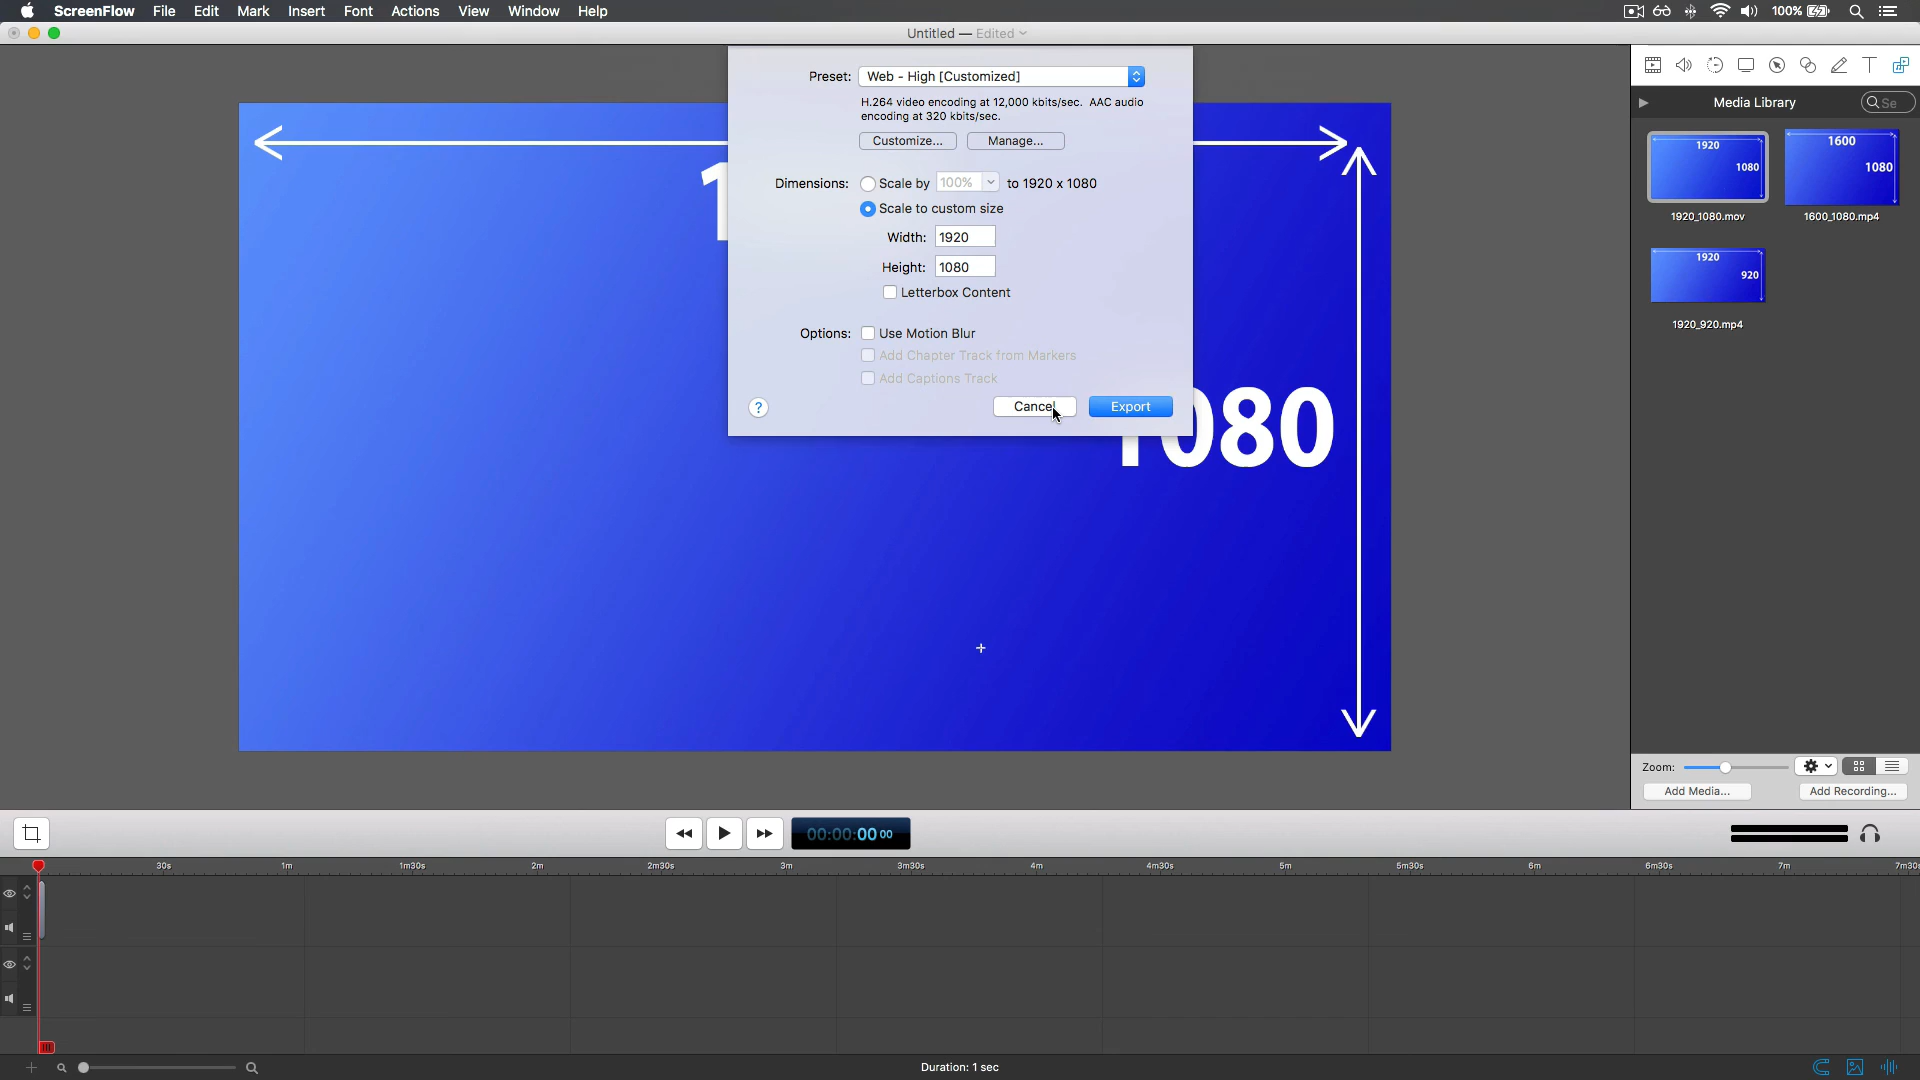 ScreenFlow File Edit Mark Insert Font Actions View Window Help
100%
Untitled — Edited
Preset: Web - High [Customized]
H.264 video encoding at 12,000 kbits/sec. AAC audio
encoding at 320 kbits/sec.
Customize... Manage...
Dimensions: Scale by 100% to 1920 x 1080
Scale to custom size
Width: 1920
Height: 1080
Letterbox Content
Options: Use Motion Blur
Add Chapter Track from Markers
Add Captions Track
? Cancel Export
1080
Media Library Se
1920 1080
1920_1080.mov
1600 1080
1600_1080.mp4
1920 920
1920_920.mp4
Zoom:
Add Media... Add Recording...
00:00:00 00
30s 1m 1m30s 2m 2m30s 3m 3m30s 4m 4m30s 5m 5m30s 6m 6m30s 7m 7m30s
Duration: 1 sec